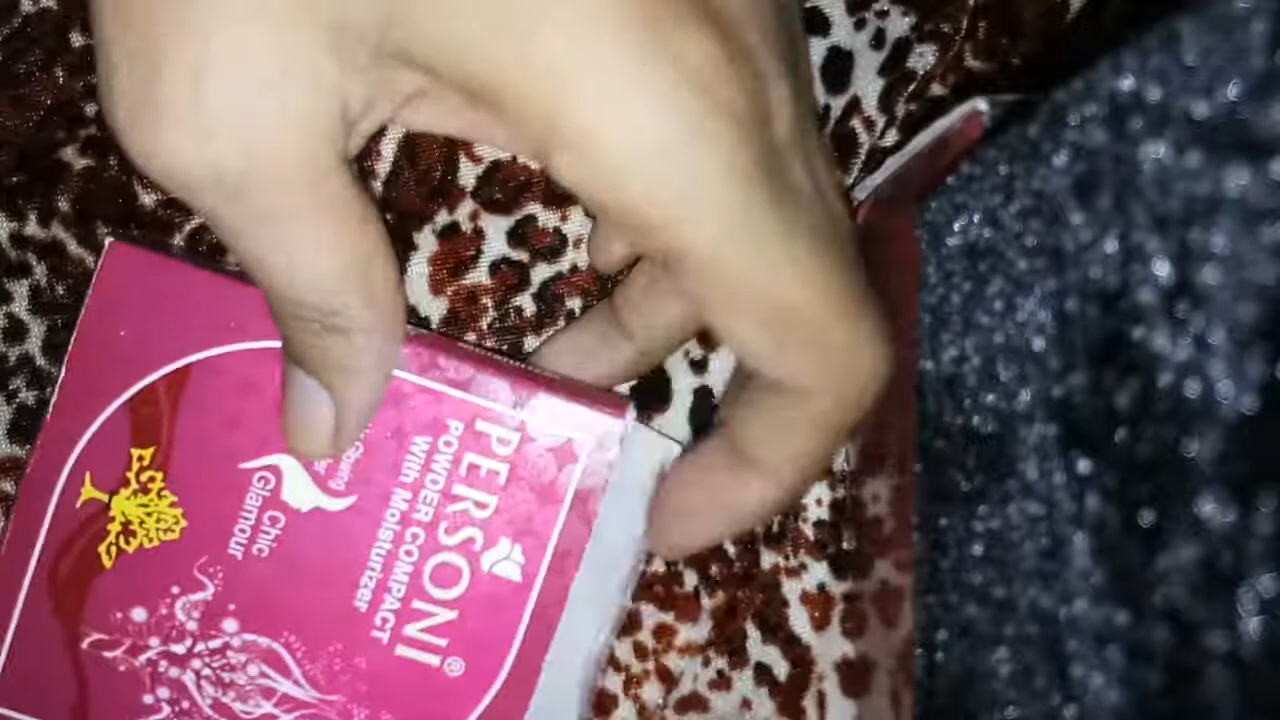 PERSONI®
POWDER COMPACT
With Moisturizer
Chic
Glamour